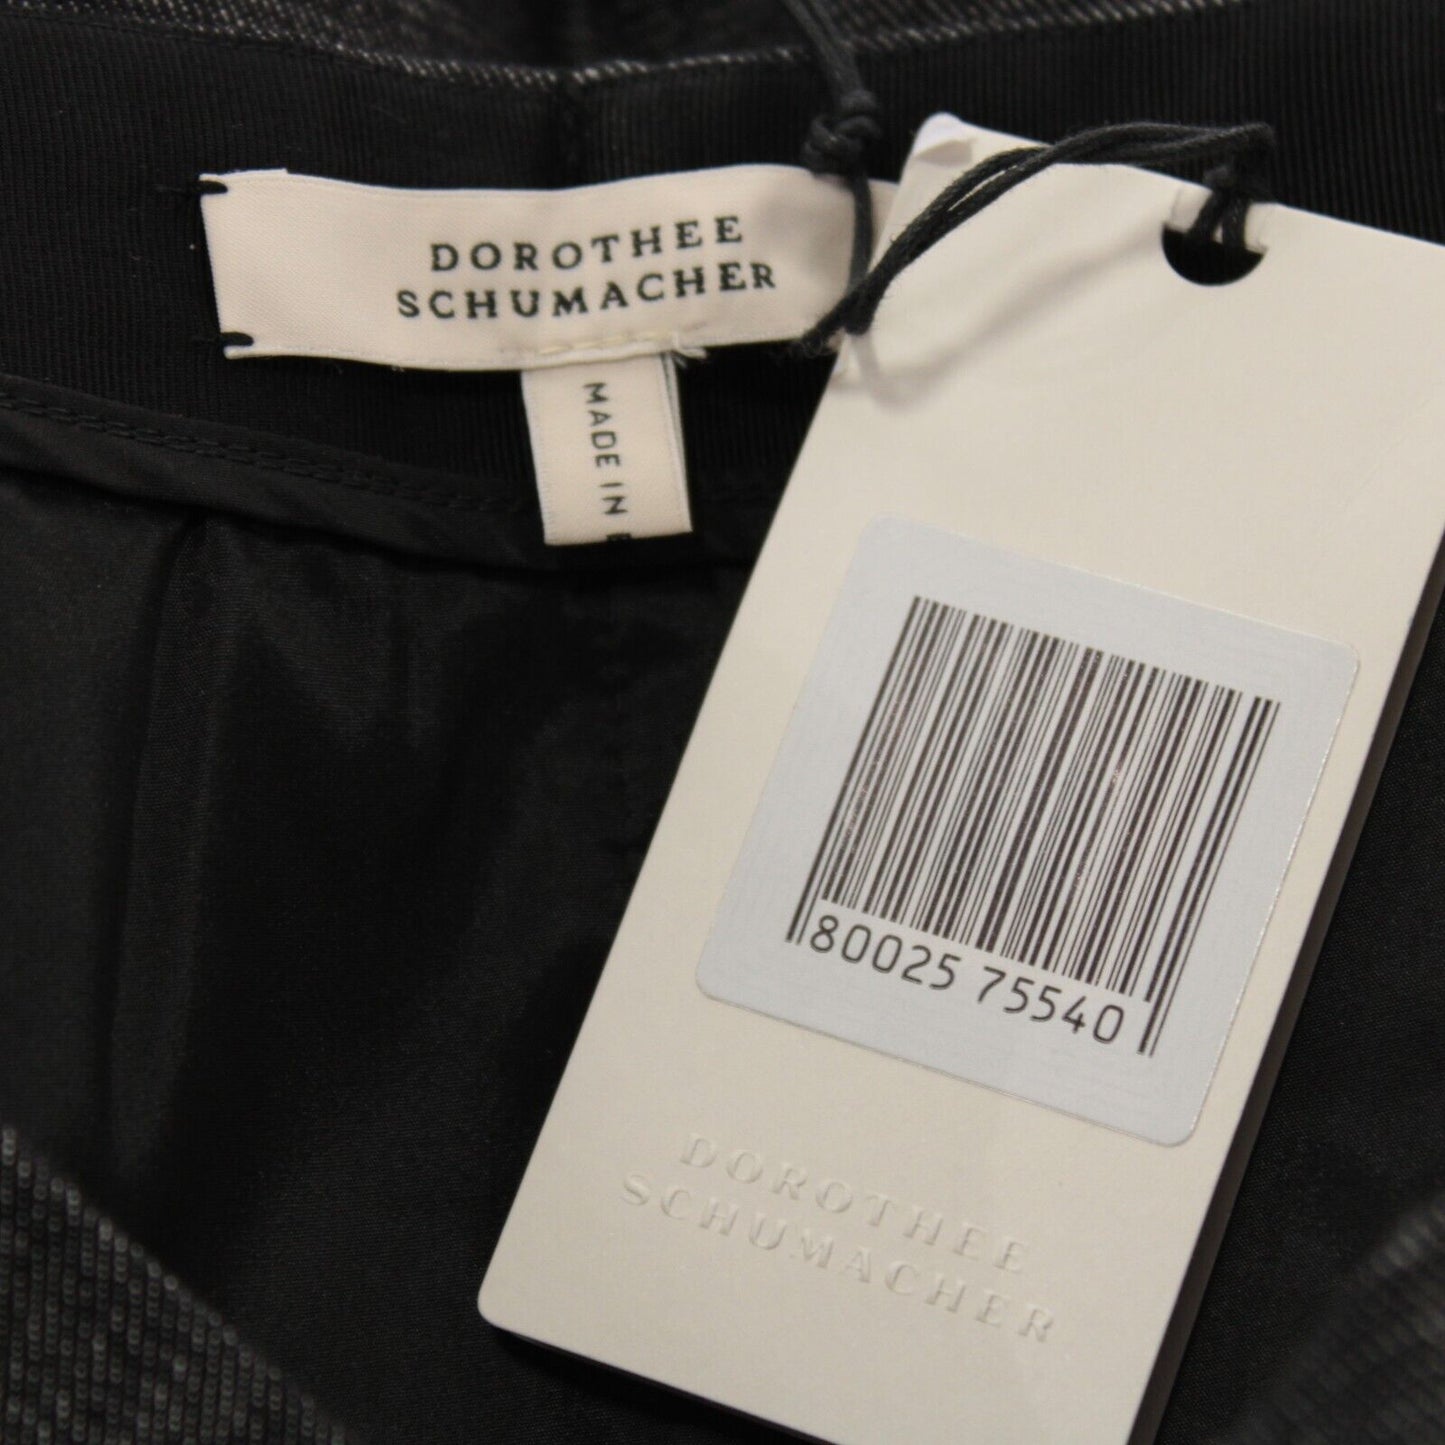 DOROTHEE
SCHUMACHER
MADE IN
80025 75540
DOROTHEE
SCHUMACHER